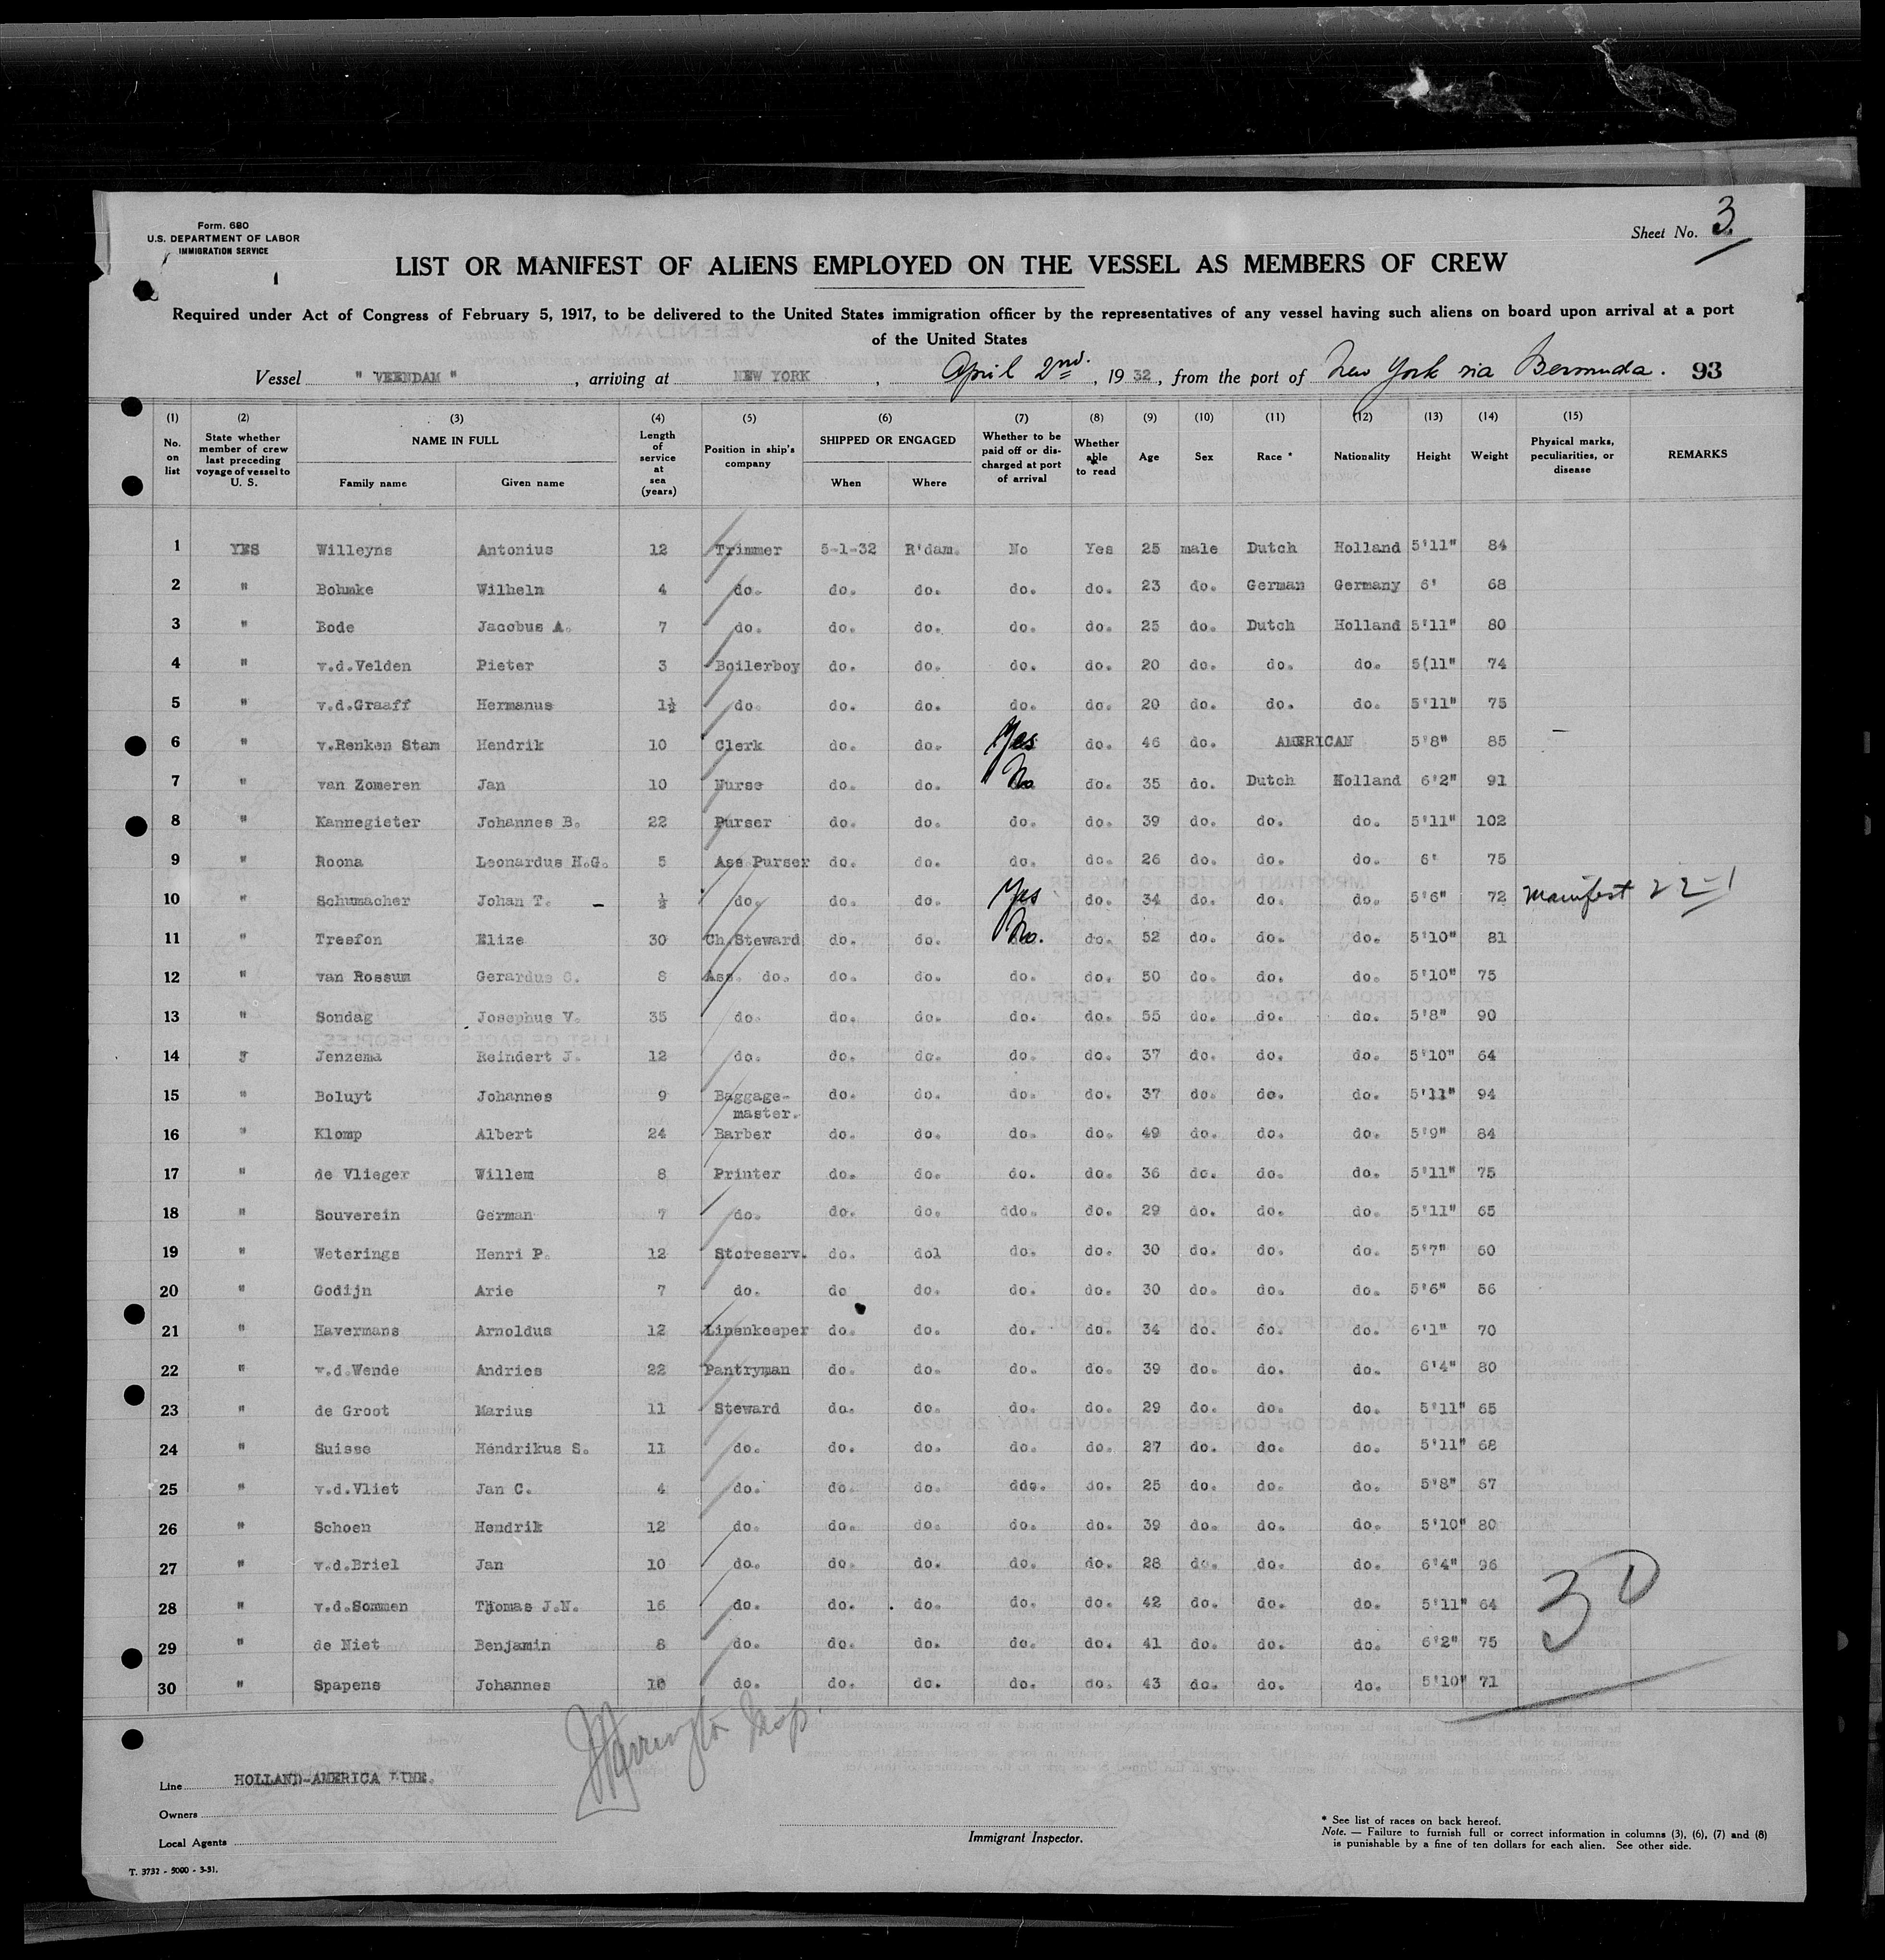 Form. 680
U.S. DEPARTMENT OF LABOR
IMMIGRATION SERVICE
Sheet No. 3
LIST OR MANIFEST OF ALIENS EMPLOYED ON THE VESSEL AS MEMBERS OF CREW
Required under Act of Congress of February 5, 1917, to be delivered to the United States immigration officer by the representatives of any vessel having such aliens on board upon arrival at a port
of the United States
Vessel " VEENDAM " , arriving at NEW YORK , April 2nd. , 19 32 , from the port of New York via Bermuda. 93
(1) (2) (3) (4) (5) (6) (7) (8) (9) (10) (11) (12) (13) (14) (15)
No. on list State whether member of crew last preceding voyage of vessel to U. S. NAME IN FULL Family name Given name Length of service at sea (years) Position in ship's company SHIPPED OR ENGAGED When Where Whether to be paid off or discharged at port of arrival Whether able to read Age Sex Race * Nationality Height Weight Physical marks, peculiarities, or disease REMARKS
1 YES Willeyns Antonius 12 Trimmer 5-1-32 R'dam. No Yes 25 male Dutch Holland 5'11" 84
2 " Bohmke Wilheln 4 do. do. do. do. do. 23 do. German Germany 6' 68
3 " Bode Jacobus A. 7 do. do. do. do. do. 25 do. Dutch Holland 5'11" 80
4 " v.d.Velden Pieter 3 Boilerboy do. do. do. do. 20 do. do. do. 5(11" 74
5 " v.d.Graaff Hermanus 1½ do. do. do. do. do. 20 do. do. do. 5'11" 75
6 " v.Renken Stam Hendrik 10 Clerk do. do. Yes do. 46 do. AMERICAN 5'8" 85
7 " van Zomeren Jan 10 Nurse do. do. No do. 35 do. Dutch Holland 6'2" 91
8 " Kannegieter Johannes B. 22 Purser do. do. do. do. 39 do. do. do. 5'11" 102
9 " Roona Leonardus H.G. 5 Ass Purser do. do. do. do. 26 do. do. do. 6' 75
10 " Schumacher Johan T. - ½ do. do. do. Yes do. 34 do. do. do. 5'6" 72 Manifest 22-1
11 " Treefon Elize 30 Ch.Steward do. do. No. do. 52 do. do. do. 5'10" 81
12 " van Rossum Gerardus C. 8 Ass. do. do. do. do. do. 50 do. do. do. 5'10" 75
13 " Sondag Josephus V. 35 do. do. do. do. do. 55 do. do. do. 5'8" 90
14 " Jenzema Reindert J. 12 do. do. do. do. do. 37 do. do. do. 5'10" 64
15 " Boluyt Johannes 9 Baggage- do. do. do. do. 37 do. do. do. 5'11" 94
master.
16 " Klomp Albert 24 Barber do. do. do. do. 49 do. do. do. 5'9" 84
17 " de Vlieger Willem 8 Printer do. do. do. do. 36 do. do. do. 5'11" 75
18 " Souverein German 7 do. do. do. ddo. do. 29 do. do. do. 5'11" 65
19 " Weterings Henri P. 12 Storeserv. do. dol do. do. 30 do. do. do. 5'7" 60
20 " Godijn Arie 7 do. do do. do. do. 30 do. do. do. 5'6" 56
21 " Havermans Arnoldus 12 Linenkeeper do. do. do. do. 34 do. do. do. 6'1" 70
22 " v.d.Wende Andries 22 Pantryman do. do. do. do. 39 do. do. do. 6'4" 80
23 " de Groot Marius 11 Steward do. do. do. do. 29 do. do. do. 5'11" 65
24 " Suisse Hendrikus S. 11 do. do. do. do. do. 27 do. do. do. 5'11" 68
25 " v.d.Vliet Jan C. 4 do. do. do. ddo. do. 25 do. do. do. 5'8" 67
26 " Schoen Hendrik 12 do. do. do. do. do. 39 do. do. do. 5'10" 80
27 " v.d.Briel Jan 10 do. do. do. do. do. 28 do. do. do. 6'4" 96
28 " v.d.Sommen Thomas J.N. 16 do. do. do. do. do. 42 do. do. do. 5'11" 64
29 " de Niet Benjamin 8 do. do. do. do. do. 41 do. do. do. 6'2" 75
30 " Spapens Johannes 10 do. do. do. do. do. 43 do. do. do. 5'10" 71
30
Harrington Insp.
Line HOLLAND-AMERICA LINE.
Owners
Local Agents
Immigrant Inspector.
* See list of races on back hereof.
Note. — Failure to furnish full or correct information in columns (3), (6), (7) and (8)
is punishable by a fine of ten dollars for each alien. See other side.
T. 3732 - 5000 - 3-31.